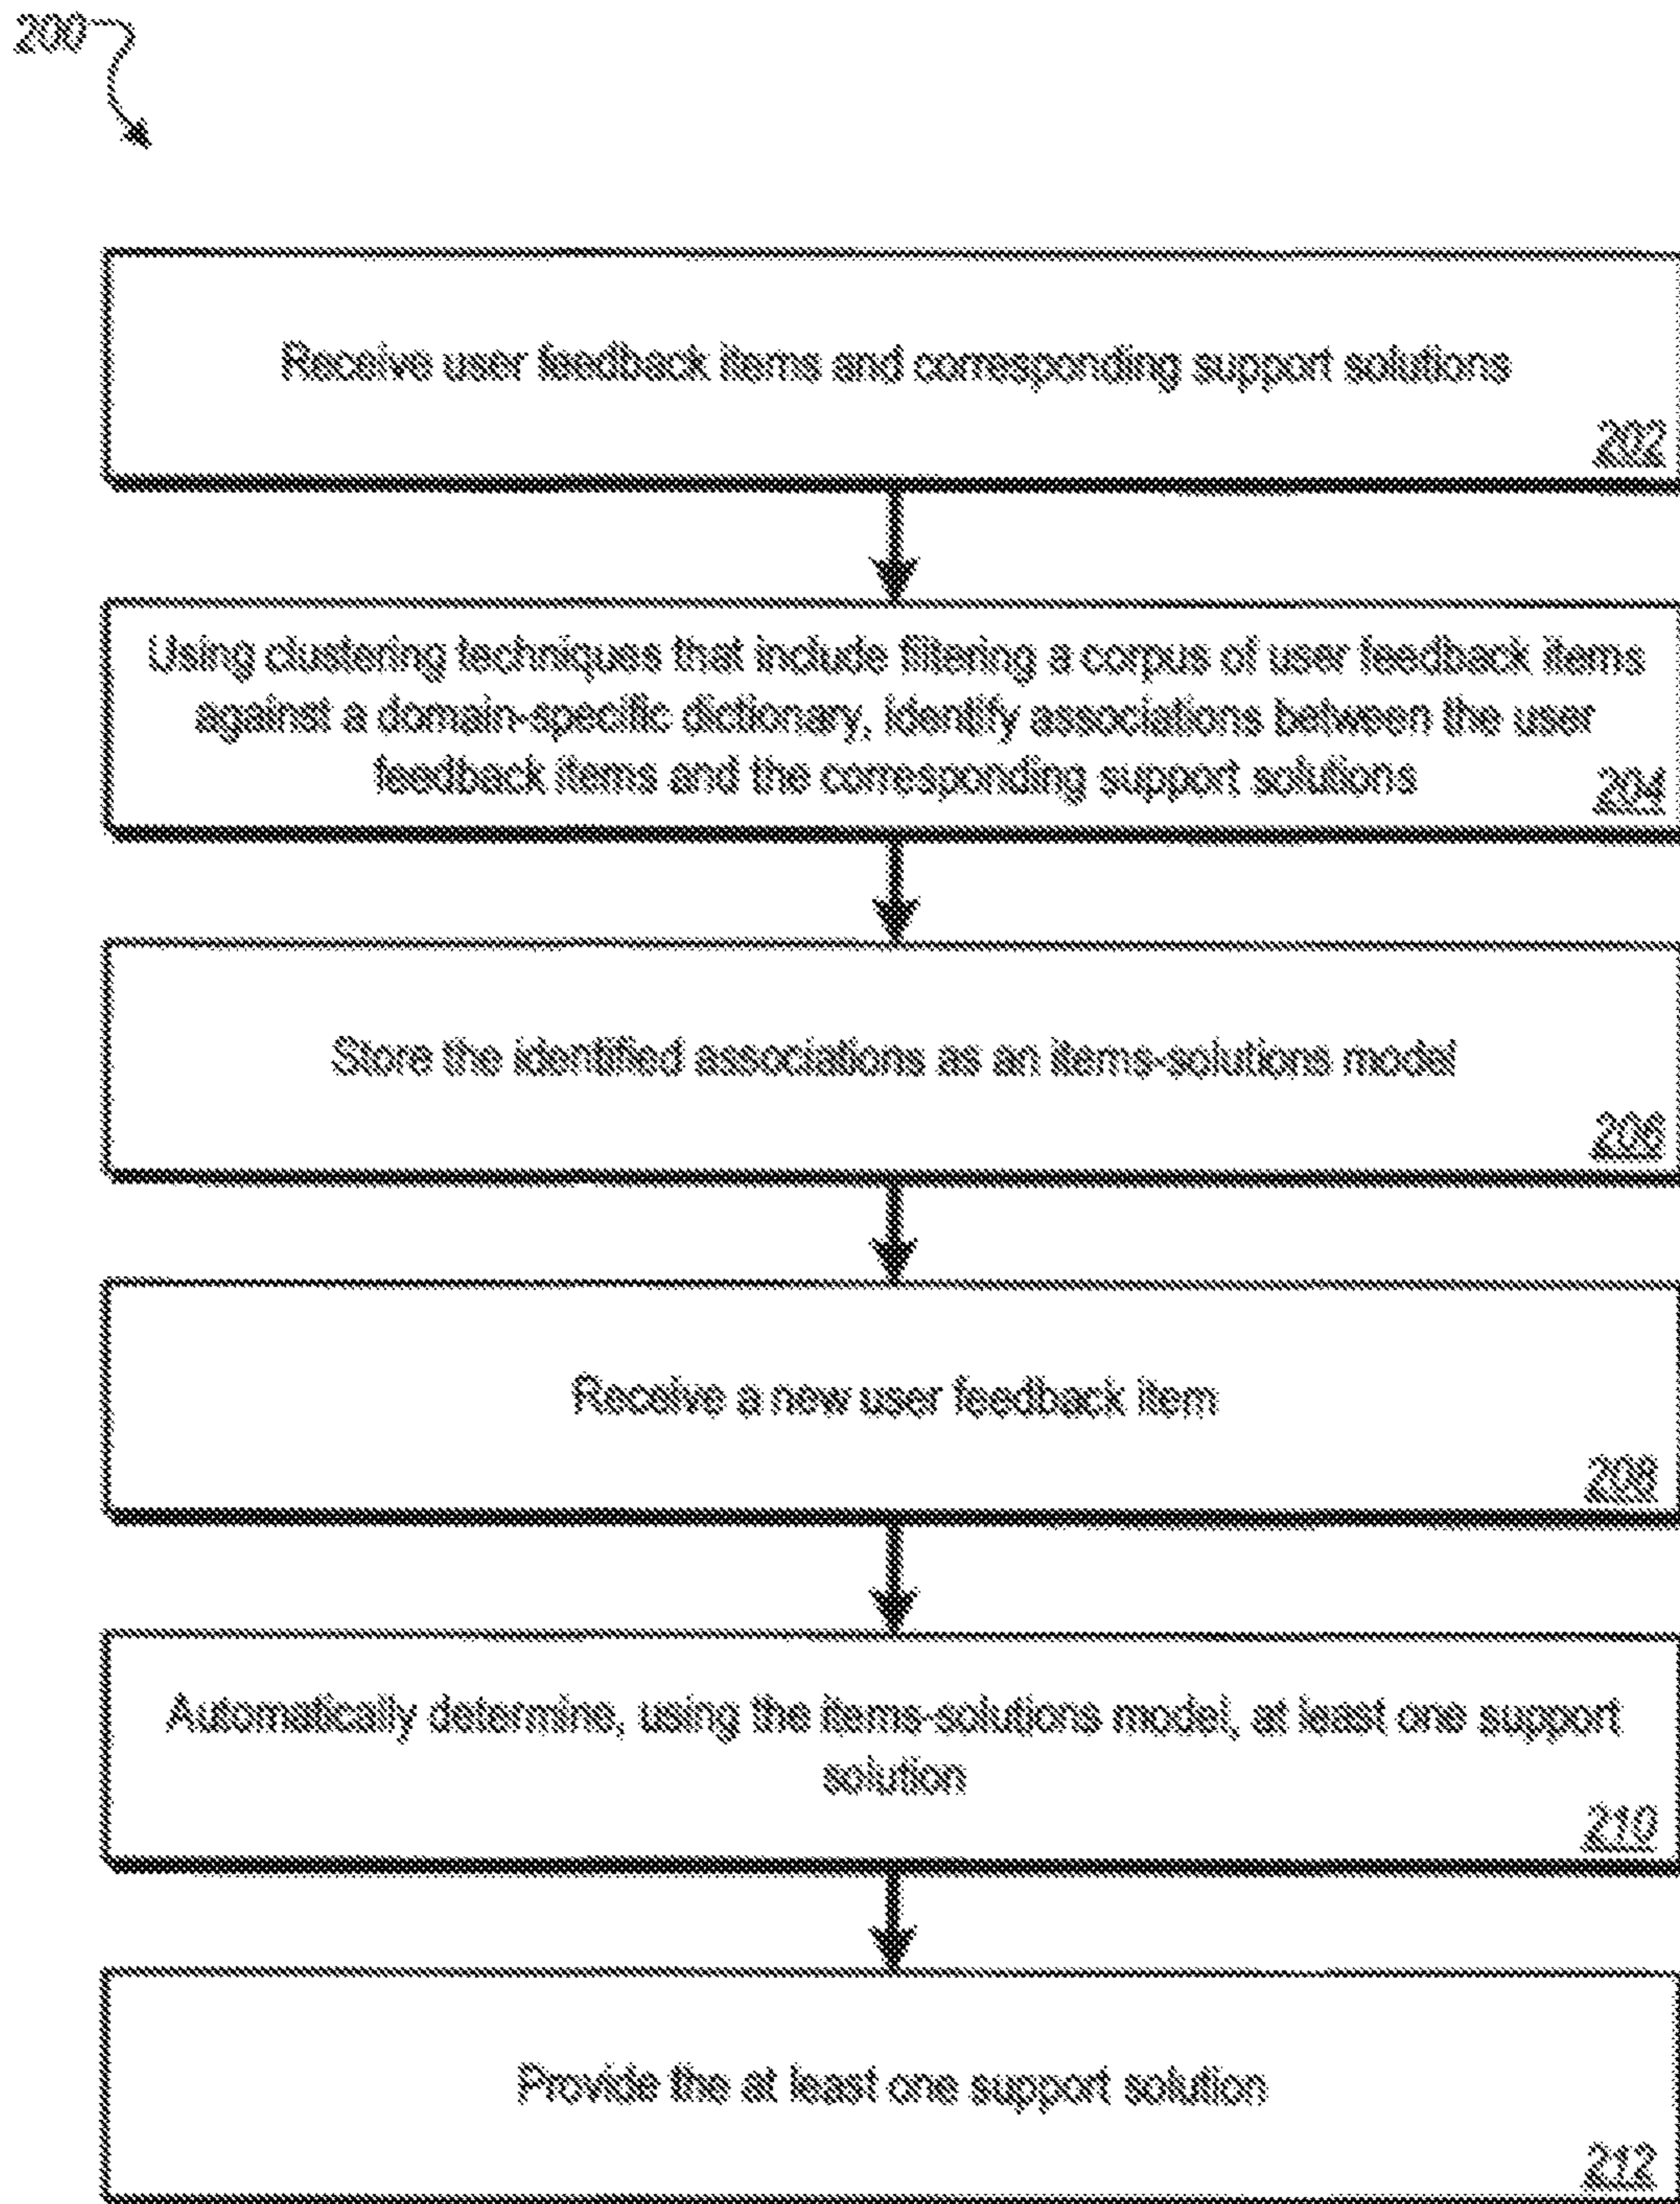 200
Receive user feedback items and corresponding support solutions
202
Using clustering techniques that include filtering a corpus of user feedback items
against a domain-specific dictionary, identify associations between the user
feedback items and the corresponding support solutions
204
Store the identified associations as an items-solutions model
206
Receive a new user feedback item
208
Automatically determine, using the items-solutions model, at least one support
solution
210
Provide the at least one support solution
212